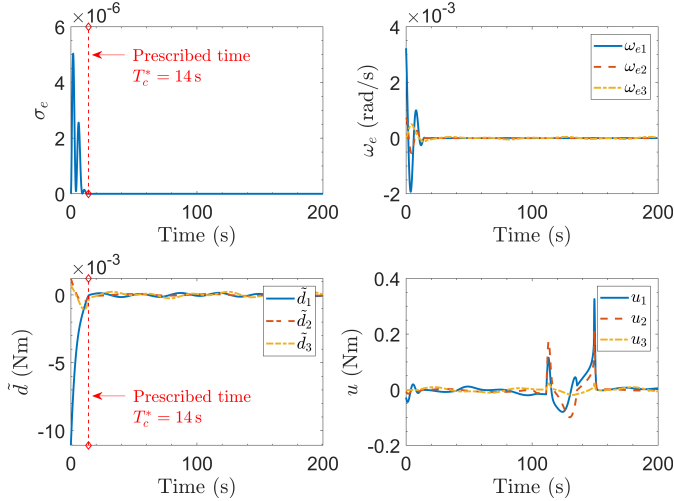 ×10⁻⁶
6
4
2
0
σₑ
Prescribed time
T_c^* = 14 s
0
100
200
Time (s)
×10⁻³
4
2
0
-2
ωₑ (rad/s)
ωₑ₁
ωₑ₂
ωₑ₃
0
100
200
Time (s)
×10⁻³
0
-5
-10
d̃ (Nm)
d̃₁
d̃₂
d̃₃
Prescribed time
T_c^* = 14 s
0
100
200
Time (s)
0.4
0.2
0
-0.2
u (Nm)
u₁
u₂
u₃
0
100
200
Time (s)